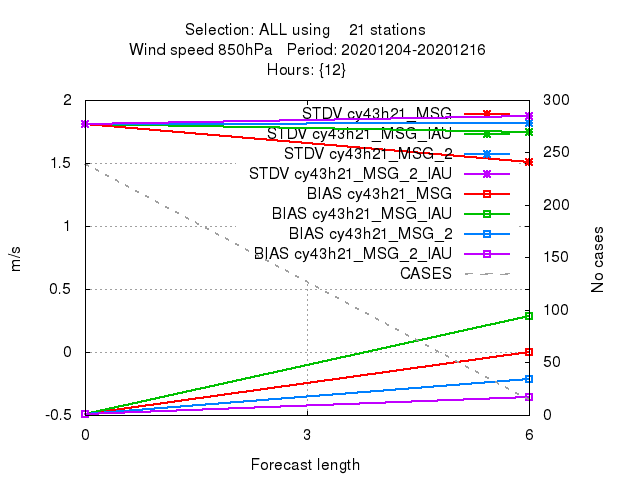 Selection: ALL using 21 stations
Wind speed 850hPa Period: 20201204-20201216
Hours: {12}
2
1.5
1
0.5
0
-0.5
300
250
200
150
100
50
0
0
3
6
m/s
No cases
Forecast length
STDV cy43h21_MSG
STDV cy43h21_MSG_IAU
STDV cy43h21_MSG_2
STDV cy43h21_MSG_2_IAU
BIAS cy43h21_MSG
BIAS cy43h21_MSG_IAU
BIAS cy43h21_MSG_2
BIAS cy43h21_MSG_2_IAU
CASES